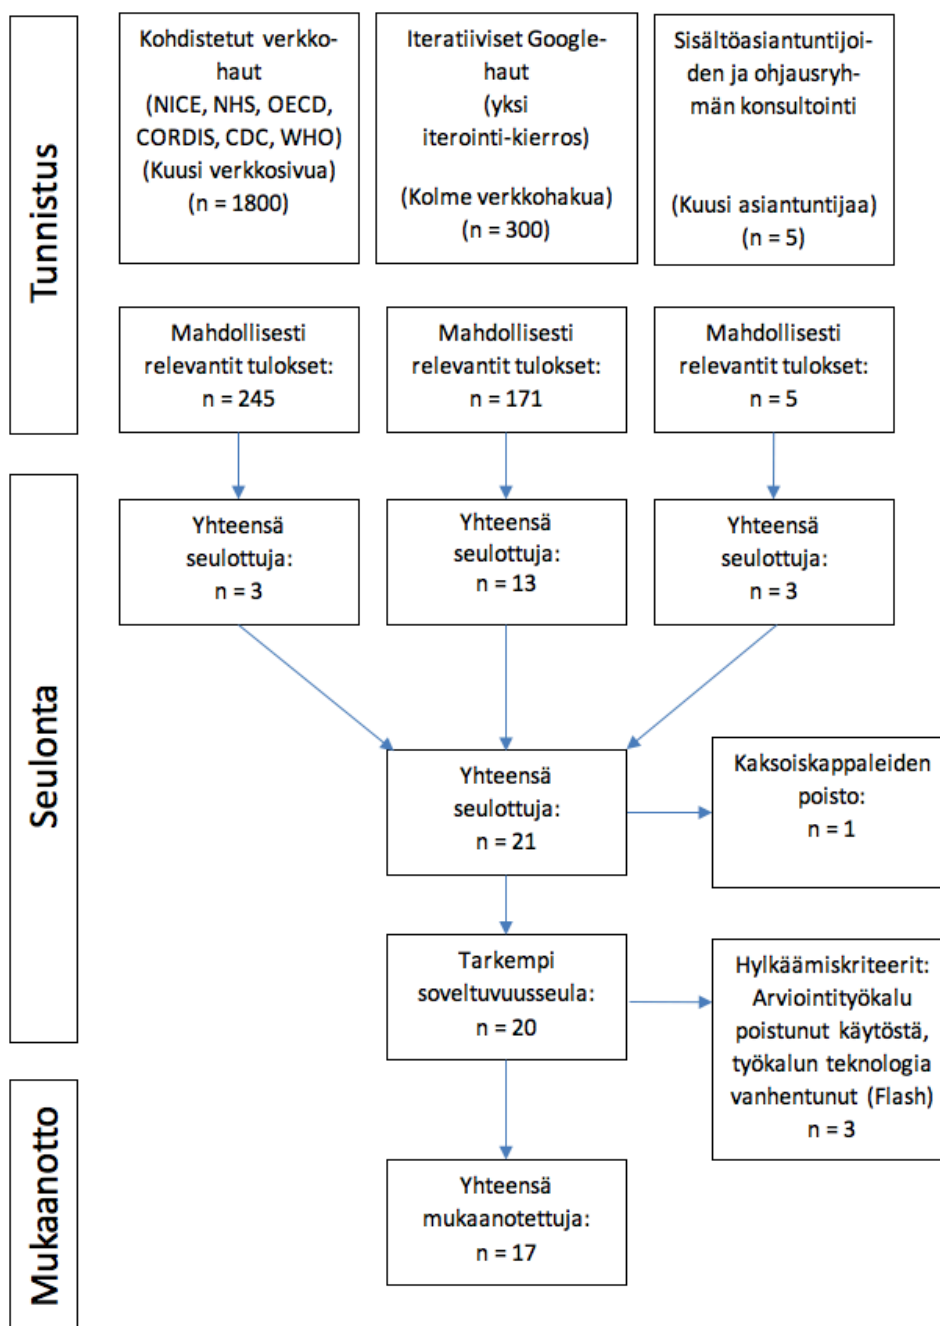 Tunnistus
Kohdistetut verkko-
haut
(NICE, NHS, OECD,
CORDIS, CDC, WHO)
(Kuusi verkkosivua)
(n = 1800)
Iteratiiviset Google-
haut
(yksi
iterointi-kierros)
(Kolme verkkohakua)
(n = 300)
Sisältöasiantuntijoi-
den ja ohjausryh-
män konsultointi
(Kuusi asiantuntijaa)
(n = 5)
Mahdollisesti
relevantit tulokset:
n = 245
Mahdollisesti
relevantit tulokset:
n = 171
Mahdollisesti
relevantit tulokset:
n = 5
Seulonta
Yhteensä
seulottuja:
n = 3
Yhteensä
seulottuja:
n = 13
Yhteensä
seulottuja:
n = 3
Yhteensä
seulottuja:
n = 21
Kaksoiskappaleiden
poisto:
n = 1
Tarkempi
soveltuvuusseula:
n = 20
Hylkäämiskriteerit:
Arviointityökalu
poistunut käytöstä,
työkalun teknologia
vanhentunut (Flash)
n = 3
Mukaanotto
Yhteensä
mukaanotettuja:
n = 17